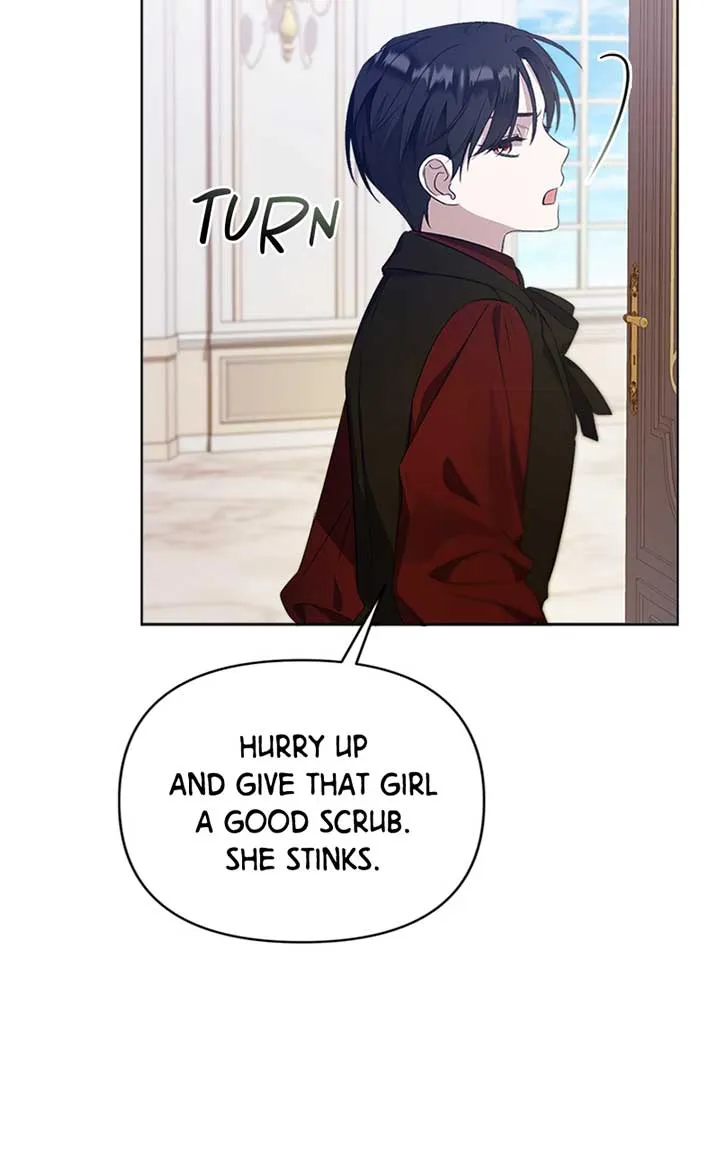 TURN
HURRY UP
AND GIVE THAT GIRL
A GOOD SCRUB.
SHE STINKS.